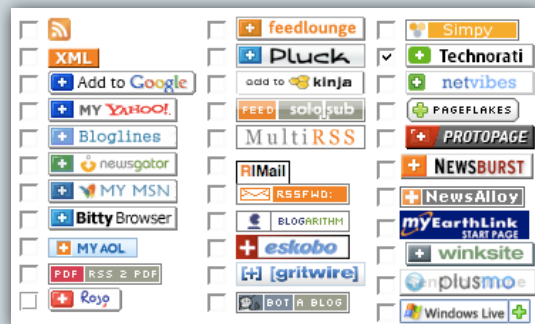 XML
Add to Google
MY YAHOO!
Bloglines
newsgator
MY MSN
Bitty Browser
MY AOL
PDF RSS 2 PDF
Rojo
feedlounge
Pluck
add to kinja
FEED solosub
MultiRSS
RIMail
RSSFWD:
BLOGARITHM
eskobo
[+] [gritwire]
BOT A BLOG
Simpy
Technorati
netvibes
PAGEFLAKES
PROTOPAGE
NEWSBURST
NewsAlloy
myEarthLink
START PAGE
winksite
plusmo
Windows Live